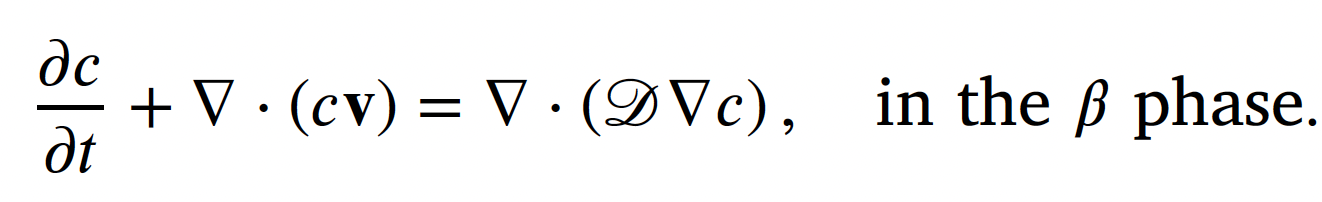 ∂c/∂t + ∇ · (c𝐯) = ∇ · (𝒟∇c), in the β phase.